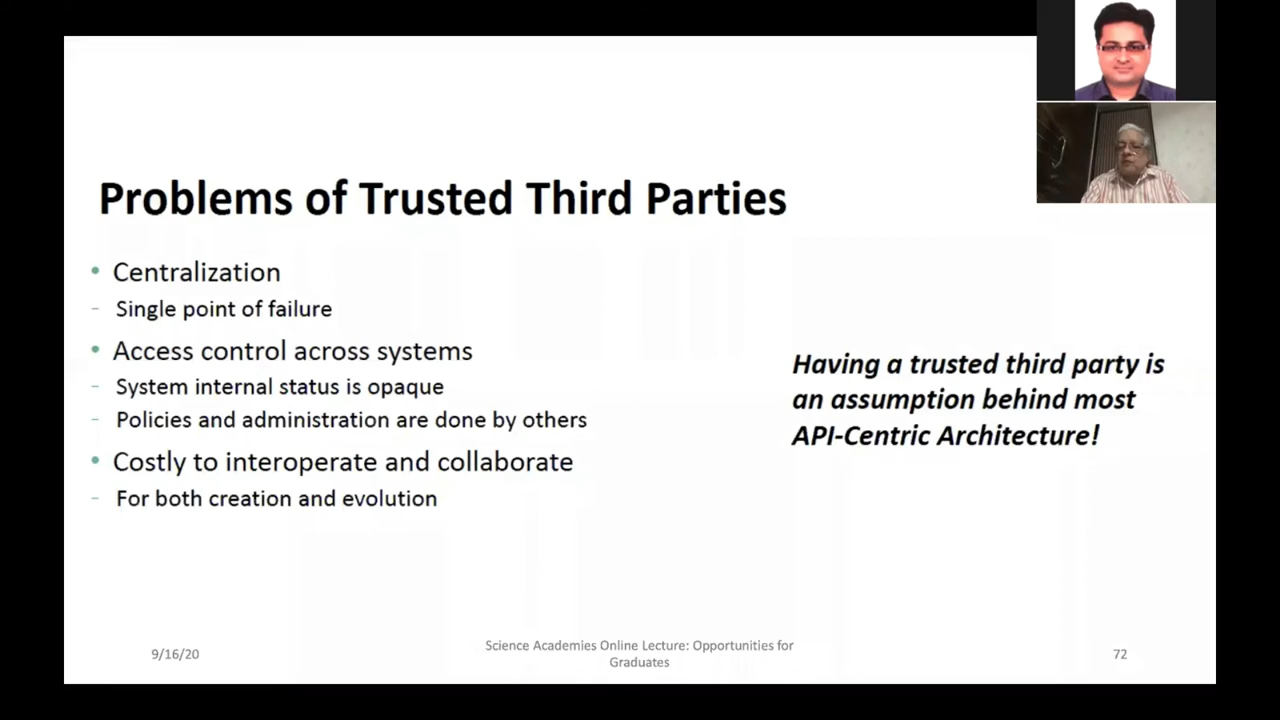 Problems of Trusted Third Parties
• Centralization
- Single point of failure
• Access control across systems
- System internal status is opaque
- Policies and administration are done by others
• Costly to interoperate and collaborate
- For both creation and evolution
Having a trusted third party is
an assumption behind most
API-Centric Architecture!
9/16/20
Science Academies Online Lecture: Opportunities for
Graduates
72